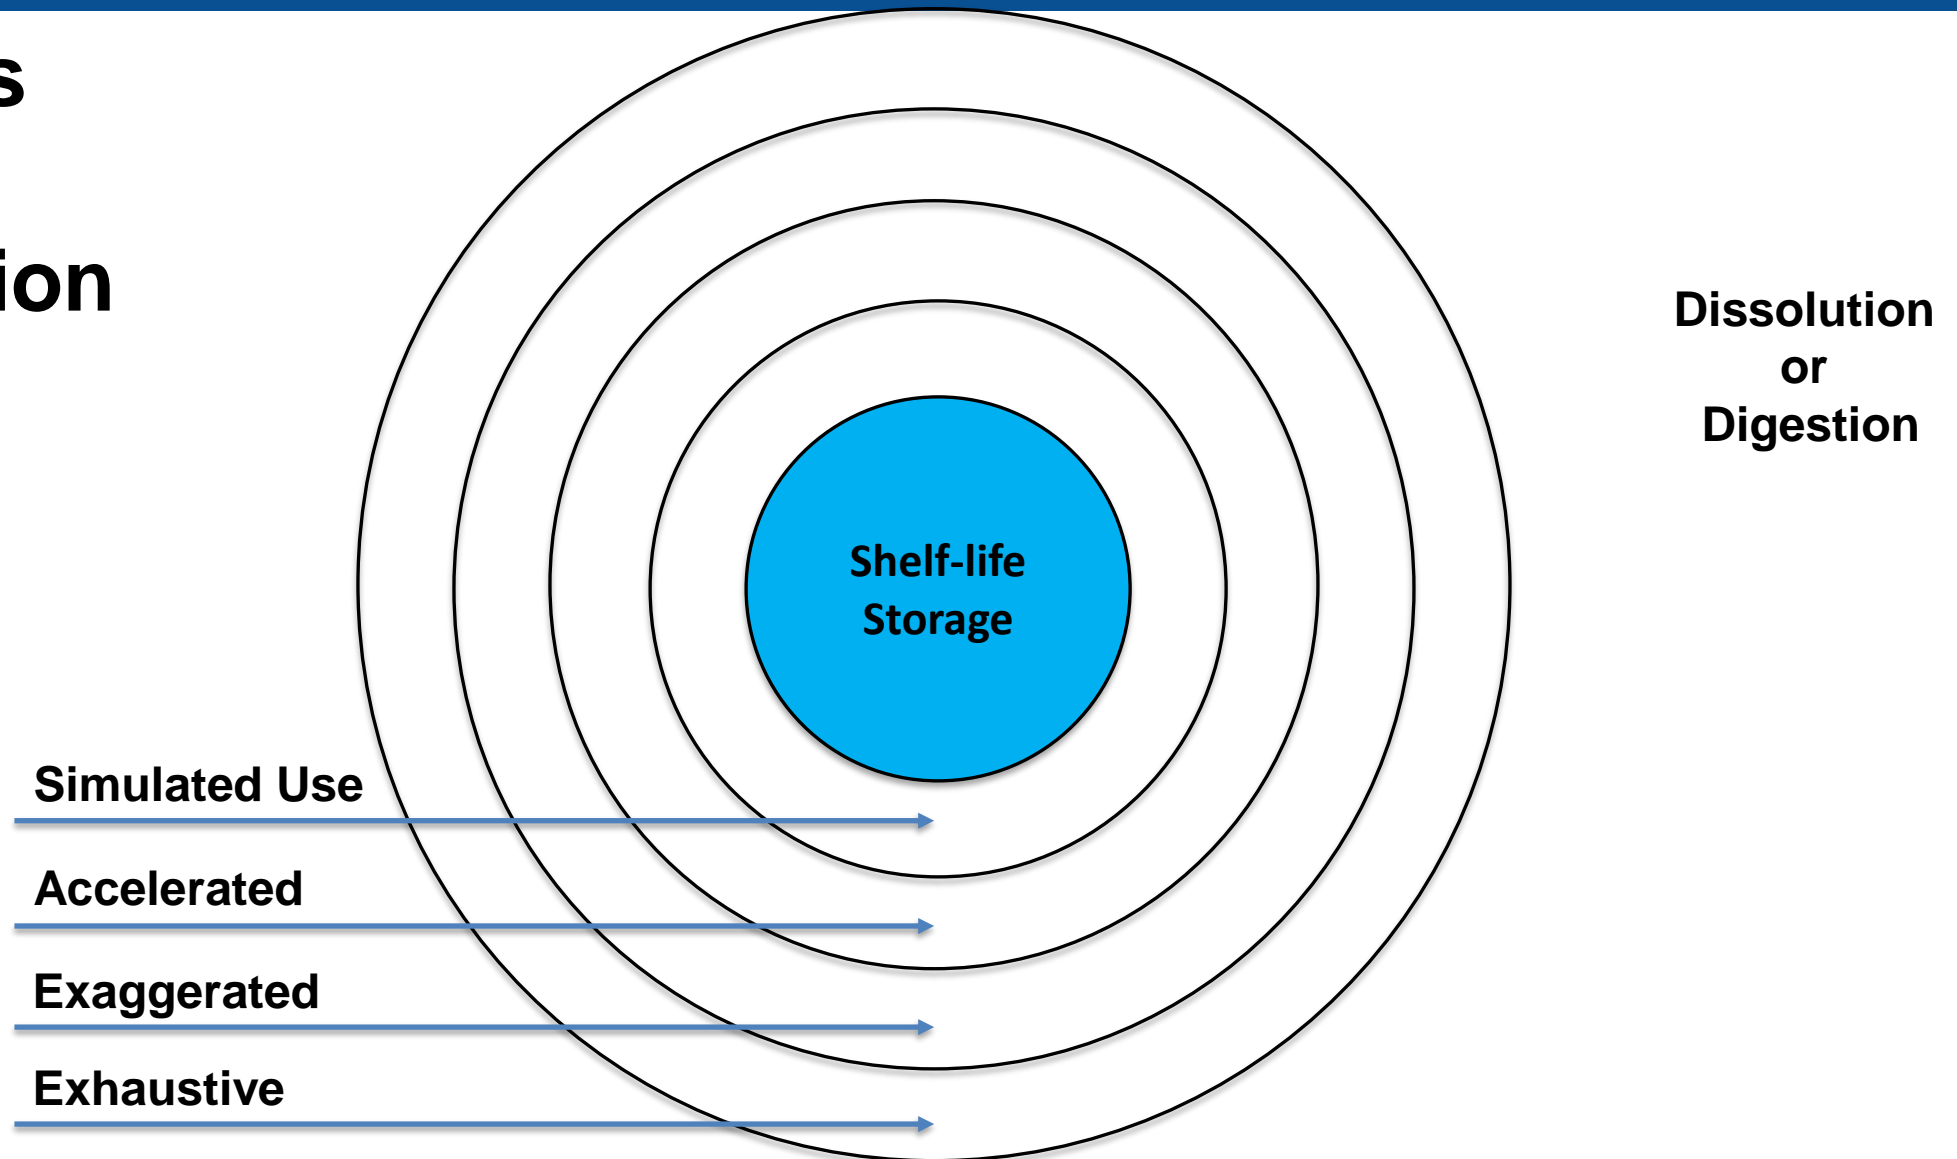 s
ion
Dissolution
or
Digestion
Shelf-life
Storage
Simulated Use
Accelerated
Exaggerated
Exhaustive